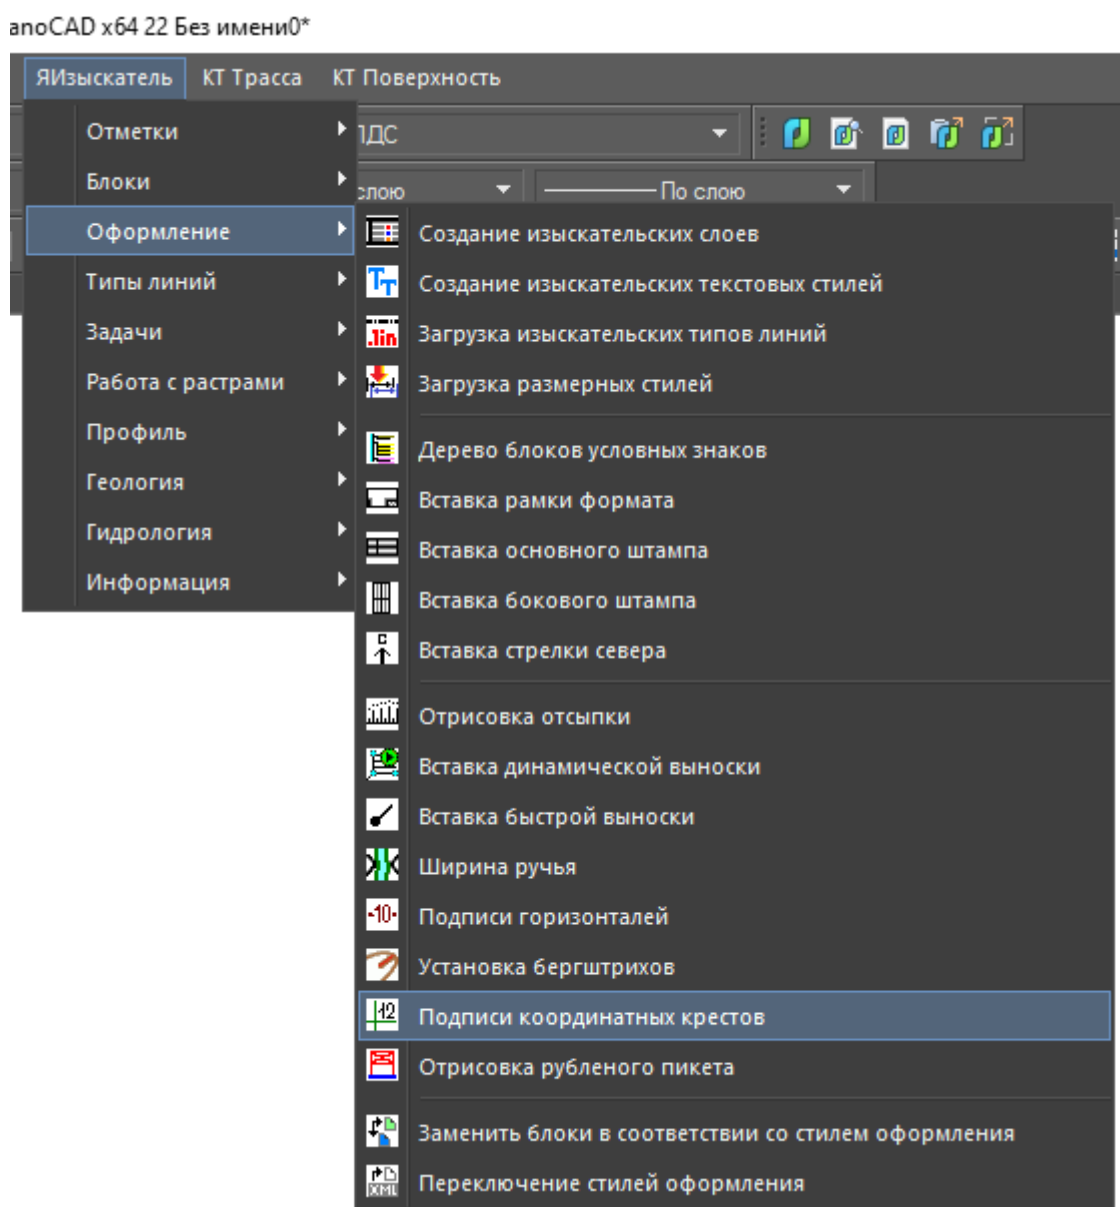 anoCAD x64 22 Без имени0*
ЯИзыскатель КТ Трасса КТ Поверхность
Отметки
Блоки
По слою
Оформление
Типы линий
Задачи
Работа с растрами
Профиль
Геология
Гидрология
Информация
Создание изыскательских слоев
Создание изыскательских текстовых стилей
.lin
Загрузка изыскательских типов линий
Загрузка размерных стилей
Дерево блоков условных знаков
Вставка рамки формата
Вставка основного штампа
Вставка бокового штампа
С
Вставка стрелки севера
Отрисовка отсыпки
Вставка динамической выноски
Вставка быстрой выноски
Ширина ручья
10
Подписи горизонталей
Установка бергштрихов
12
Подписи координатных крестов
Отрисовка рубленого пикета
Заменить блоки в соответствии со стилем оформления
XML
Переключение стилей оформления